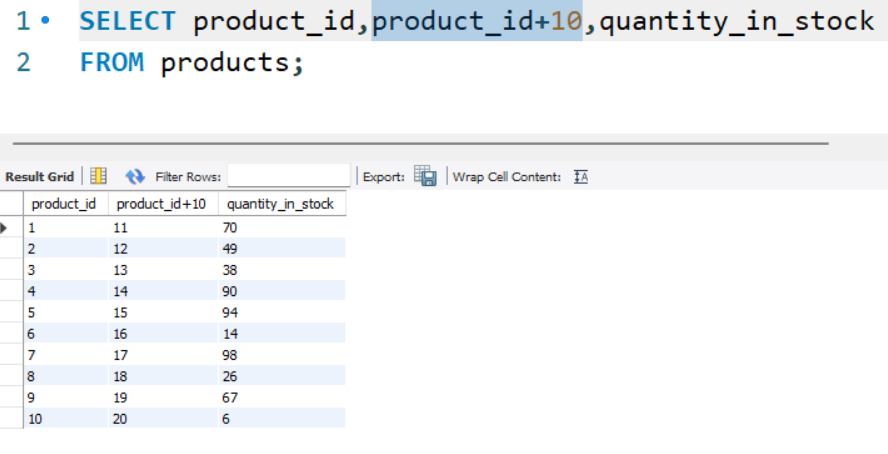 1 SELECT product_id,product_id+10,quantity_in_stock
2 FROM products;
Result Grid Filter Rows: Export: Wrap Cell Content: IA
product_id product_id+10 quantity_in_stock
1 11 70
2 12 49
3 13 38
4 14 90
5 15 94
6 16 14
7 17 98
8 18 26
9 19 67
10 20 6